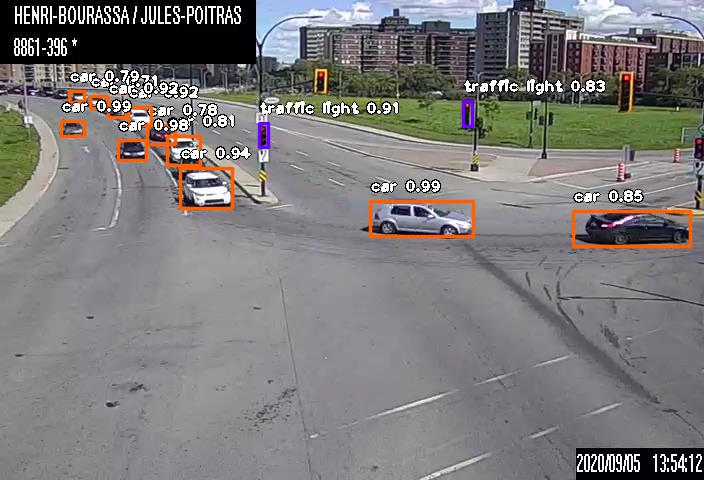 HENRI-BOURASSA / JULES-POITRAS
8861-396 *
car 0.79
.71
car 0.92
.92
car 0.99
0.78
car 0.98
0.81
car 0.94
traffic light 0.91
traffic light 0.83
car 0.99
car 0.85
2020/09/05 13:54:12